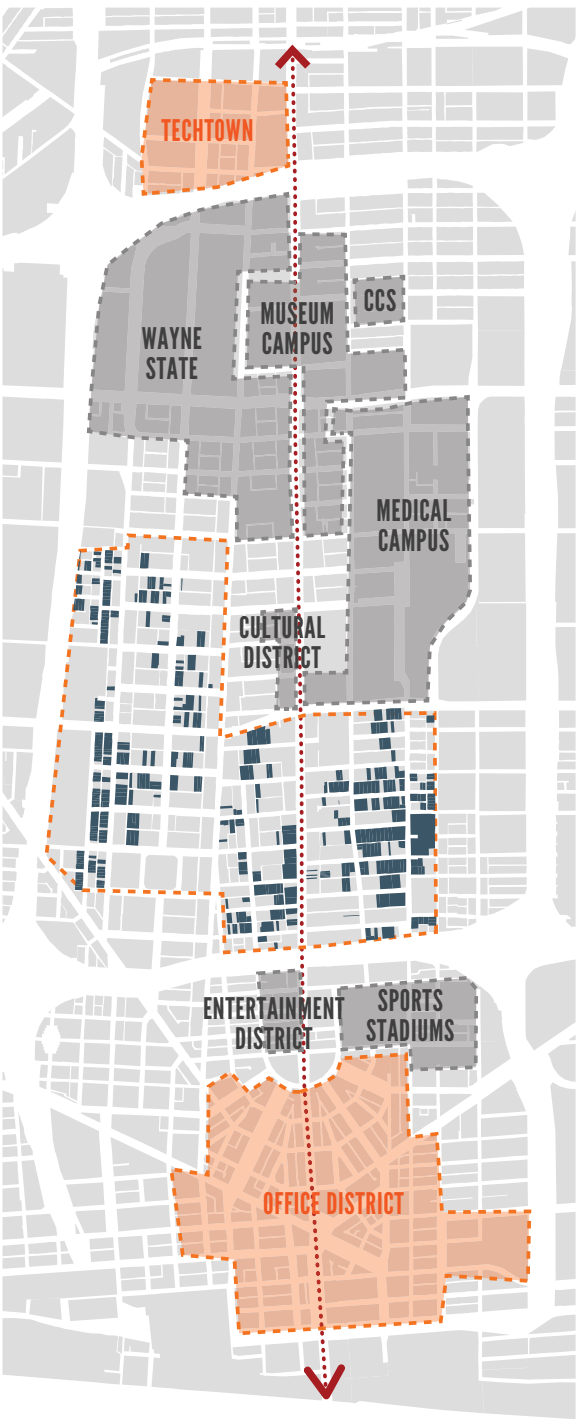 TECHTOWN
CCS
MUSEUM
CAMPUS
WAYNE
STATE
MEDICAL
CAMPUS
CULTURAL
DISTRICT
ENTERTAINMENT
DISTRICT
SPORTS
STADIUMS
OFFICE DISTRICT